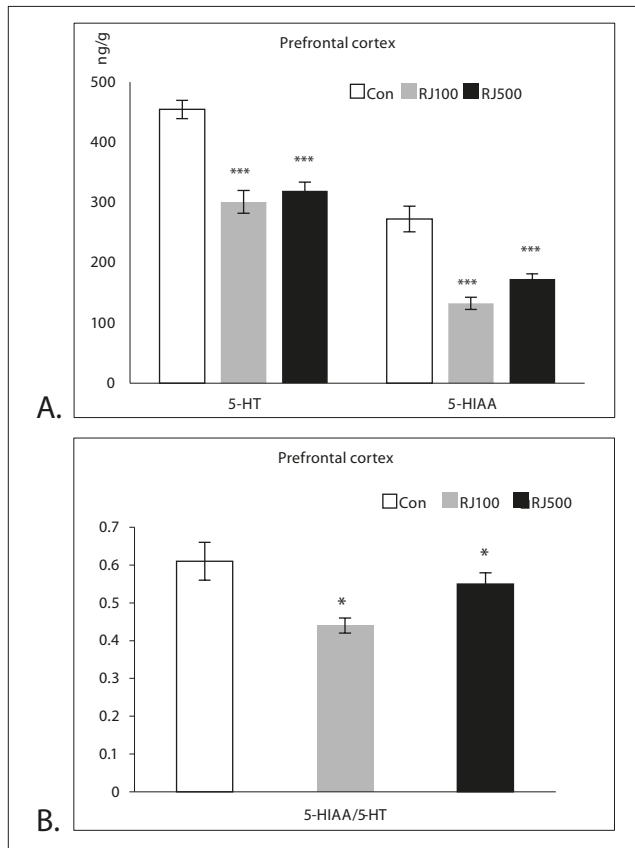 Prefrontal cortex
ng/g
Con RJ100 RJ500
500
400
300
200
100
0
*** ***
*** ***
5-HT 5-HIAA
A.
Prefrontal cortex
Con RJ100 RJ500
0.7
0.6
0.5
0.4
0.3
0.2
0.1
0
* *
5-HIAA/5-HT
B.